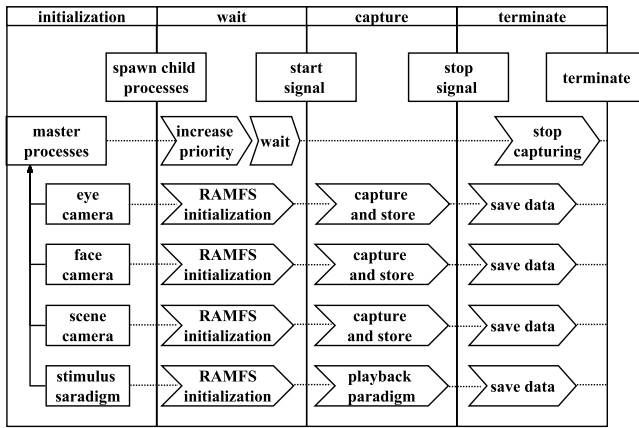 initialization wait capture terminate
spawn child processes
start signal
stop signal
terminate
master processes
increase priority
wait
stop capturing
eye camera
RAMFS initialization
capture and store
save data
face camera
RAMFS initialization
capture and store
save data
scene camera
RAMFS initialization
capture and store
save data
stimulus saradigm
RAMFS initialization
playback paradigm
save data